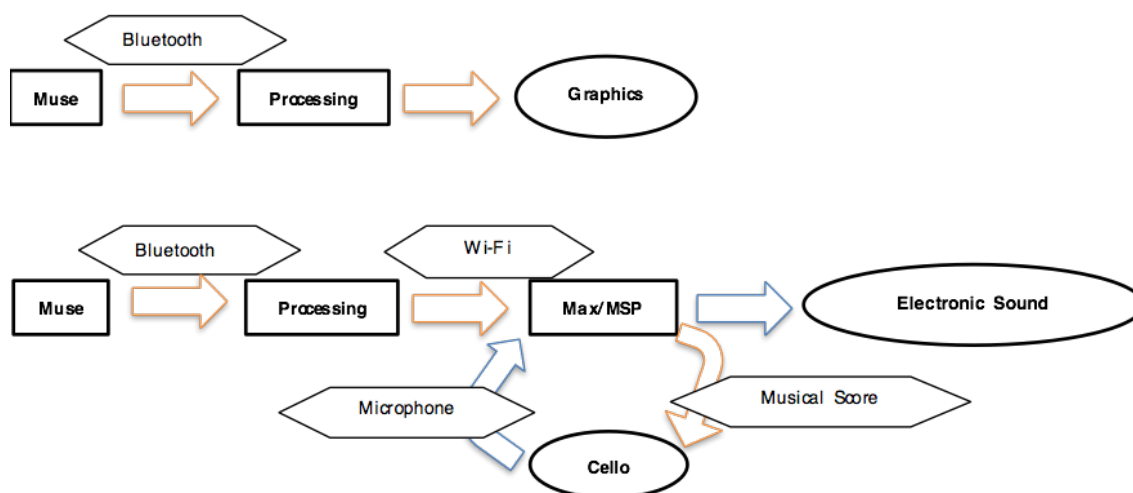 Bluetooth
Muse
Processing
Graphics
Bluetooth
Wi-Fi
Muse
Processing
Max/MSP
Electronic Sound
Microphone
Musical Score
Cello